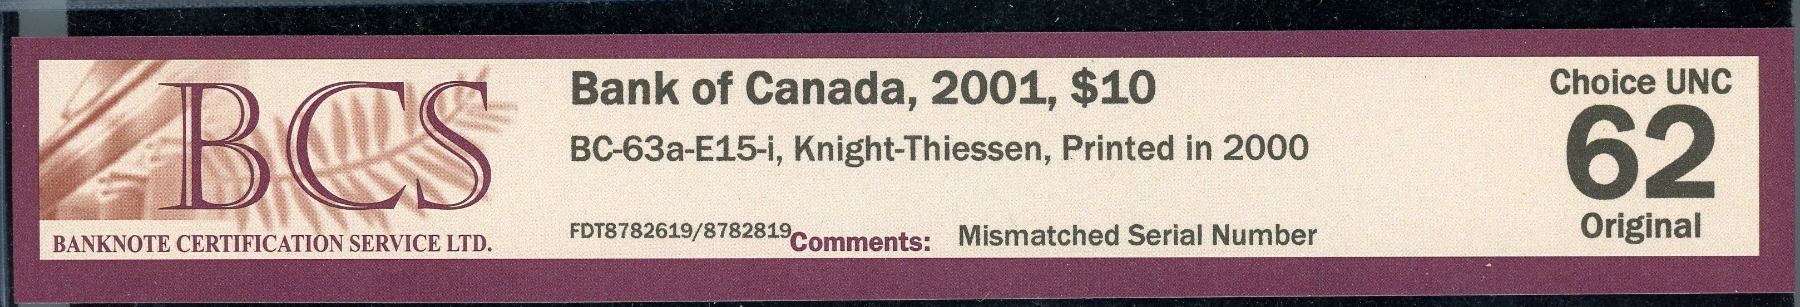 BCS
BANKNOTE CERTIFICATION SERVICE LTD.
Bank of Canada, 2001, $10
BC-63a-E15-i, Knight-Thiessen, Printed in 2000
FDT8782619/8782819 Comments: Mismatched Serial Number
Choice UNC
62
Original